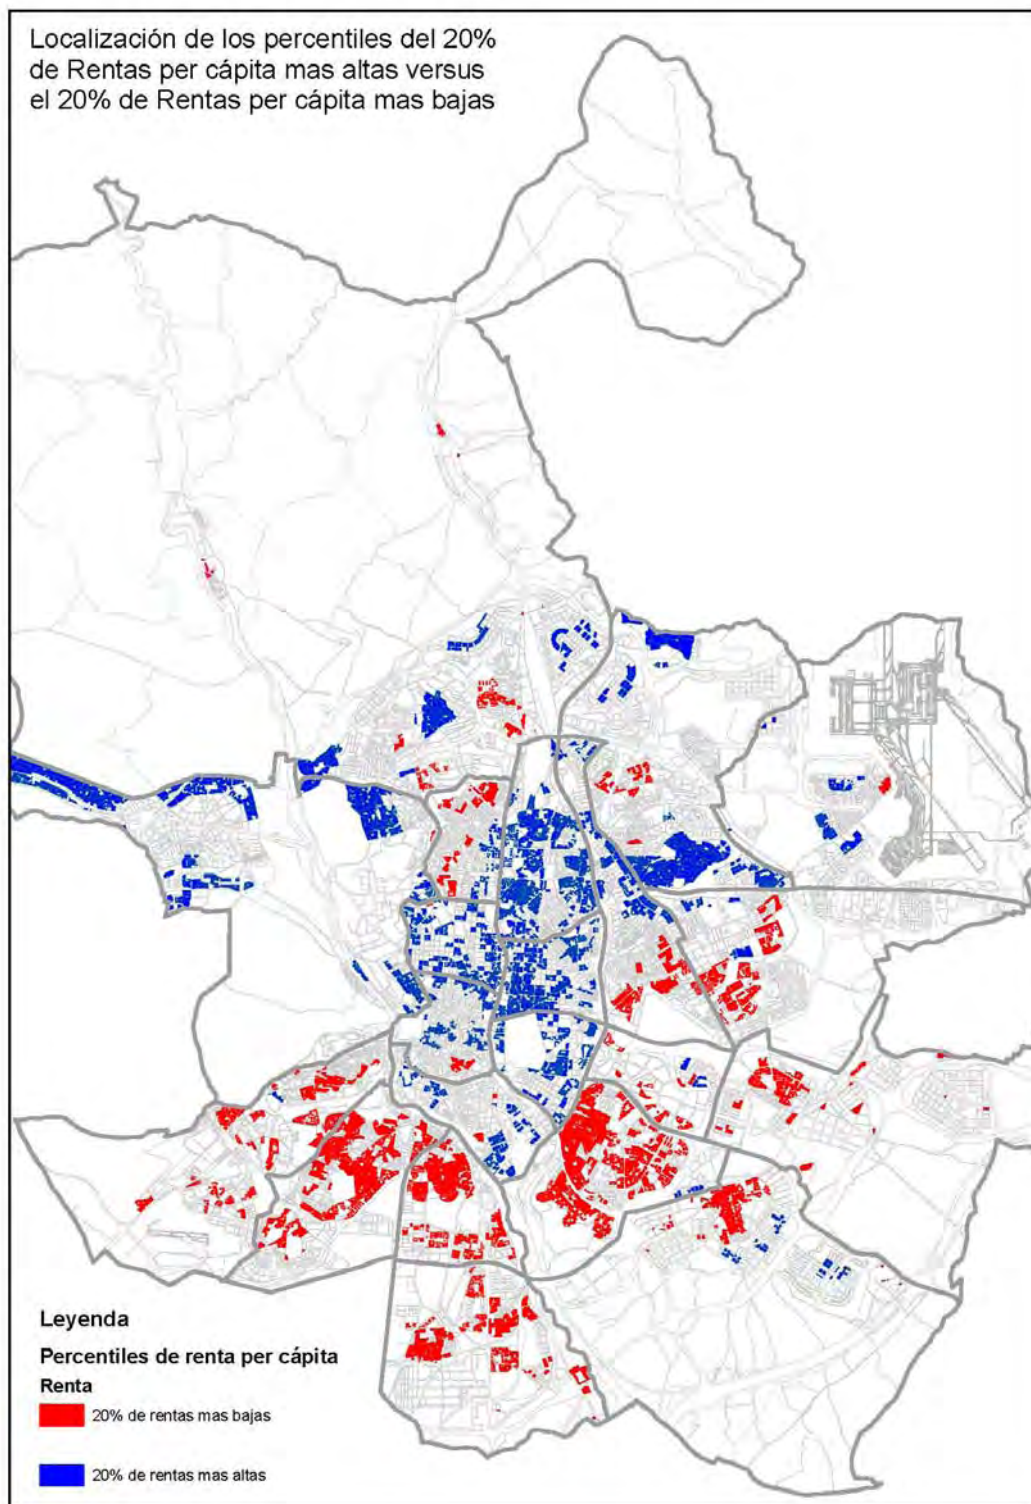 Localización de los percentiles del 20%
de Rentas per cápita mas altas versus
el 20% de Rentas per cápita mas bajas
Leyenda
Percentiles de renta per cápita
Renta
20% de rentas mas bajas
20% de rentas mas altas